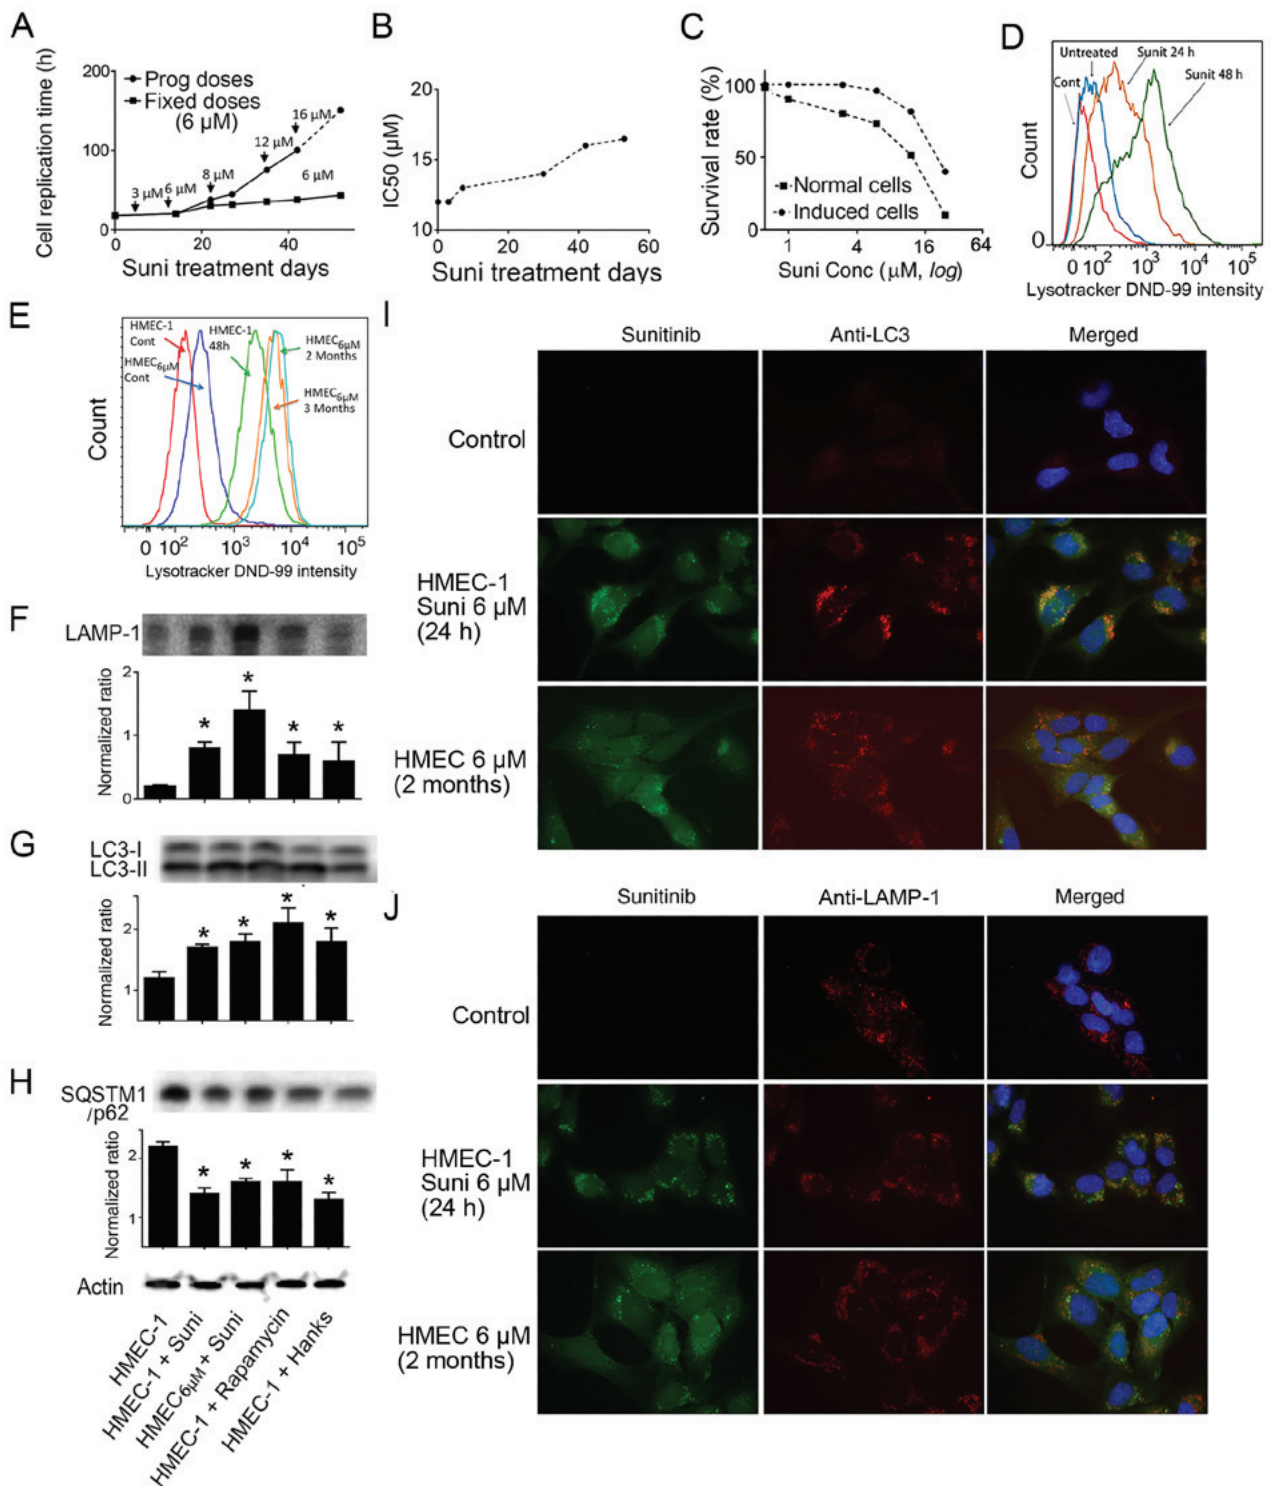 A
Cell replication time (h)
200
100
0
Prog doses
Fixed doses
(6 µM)
3 µM
6 µM
8 µM
12 µM
16 µM
6 µM
0
20
40
Suni treatment days
B
IC50 (µM)
20
15
10
0
20
40
60
Suni treatment days
C
Survival rate (%)
100
50
0
Normal cells
Induced cells
1
4
16
64
Suni Conc (µM, log)
D
Count
Untreated
Cont
Sunit 24 h
Sunit 48 h
0
0 10² 10³ 10⁴ 10⁵
Lysotracker DND-99 intensity
E
Count
HMEC-1
Cont
HMEC6µM
Cont
HMEC-1
48h
HMEC6µM
2 Months
HMEC6µM
3 Months
0 10² 10³ 10⁴ 10⁵
Lysotracker DND-99 intensity
F
LAMP-1
Normalized ratio
2
1
0
* * * *
G
LC3-I
LC3-II
Normalized ratio
2
1
* * * *
H
SQSTM1
/p62
Normalized ratio
2
1
* * * *
Actin
HMEC-1
HMEC-1 + Suni
HMEC6µM + Suni
HMEC-1 + Rapamycin
HMEC-1 + Hanks
I
Sunitinib
Anti-LC3
Merged
Control
HMEC-1
Suni 6 µM
(24 h)
HMEC 6 µM
(2 months)
J
Sunitinib
Anti-LAMP-1
Merged
Control
HMEC-1
Suni 6 µM
(24 h)
HMEC 6 µM
(2 months)